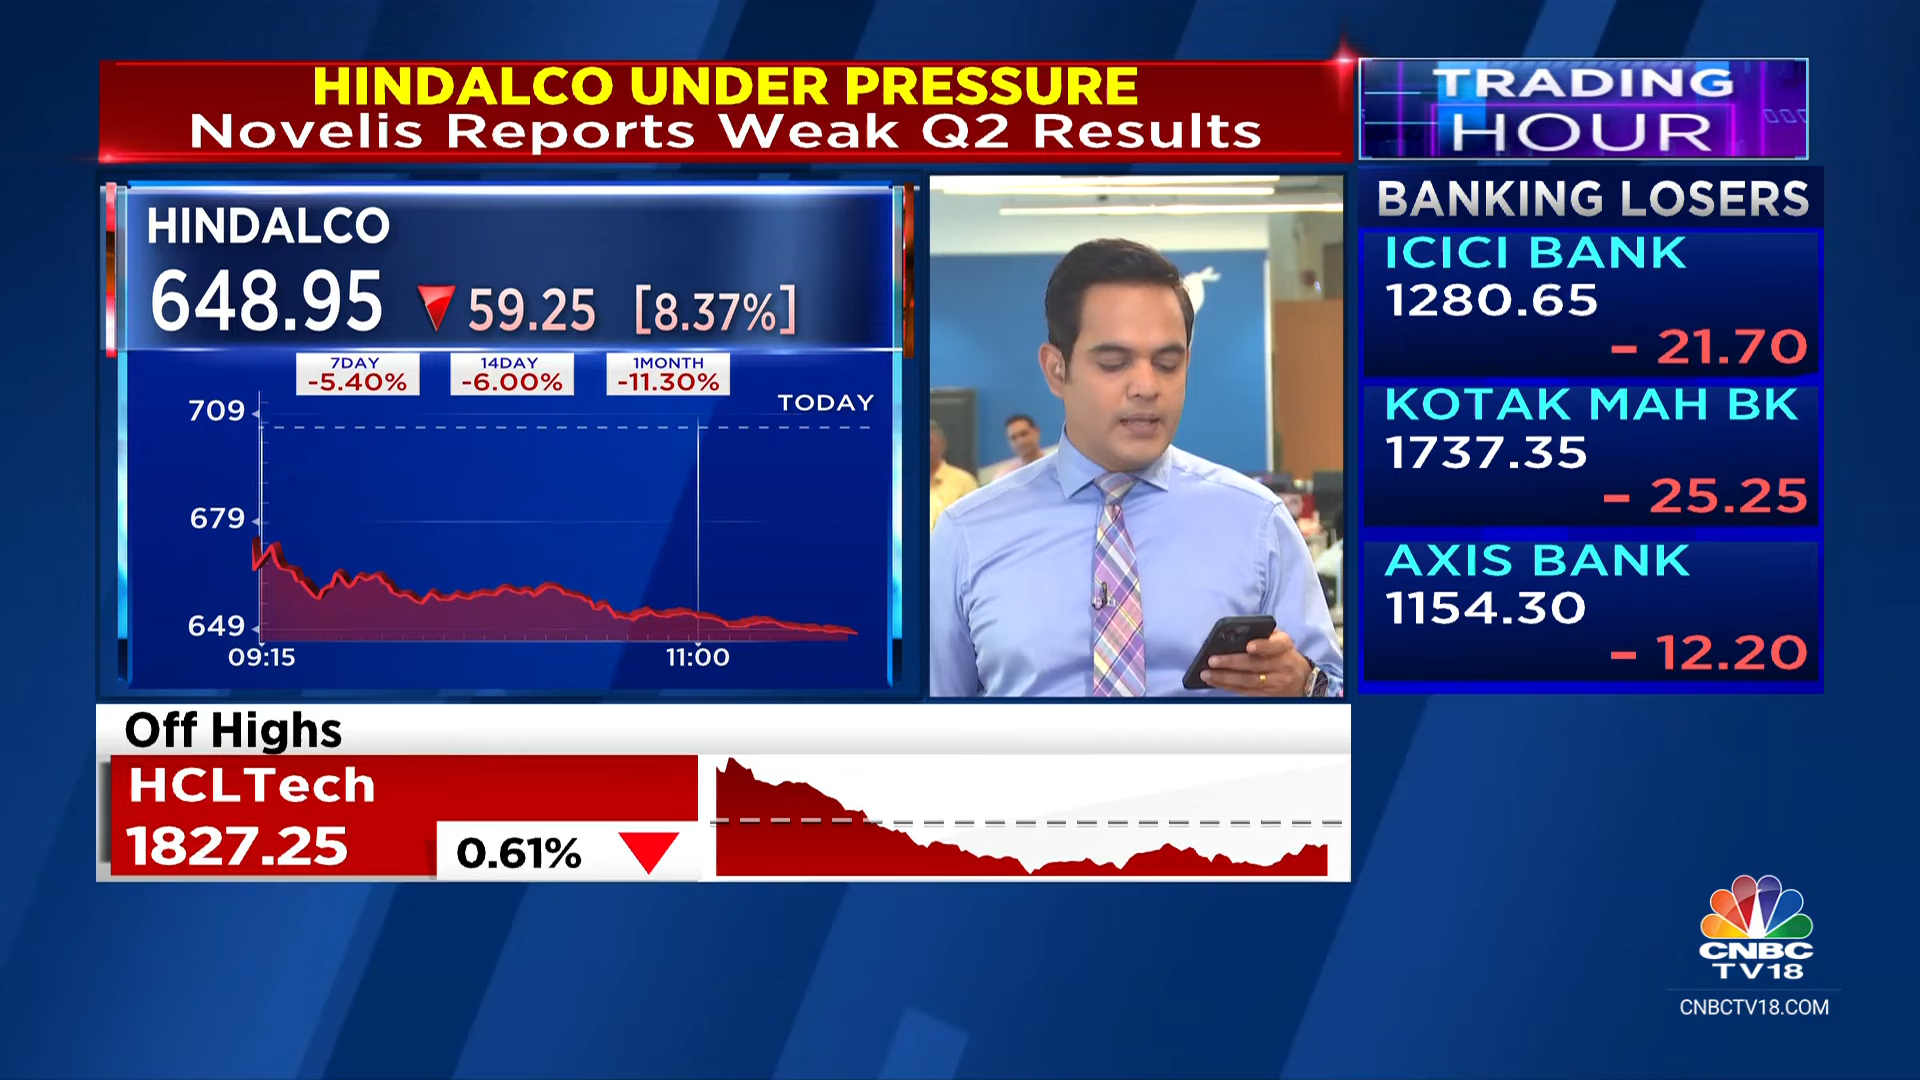 HINDALCO UNDER PRESSURE
Novelis Reports Weak Q2 Results
TRADING
HOUR
HINDALCO
648.95 ▼ 59.25 [8.37%]
7DAY
-5.40%
14DAY
-6.00%
1MONTH
-11.30%
TODAY
709
679
649
09:15 11:00
BANKING LOSERS
ICICI BANK
1280.65
- 21.70
KOTAK MAH BK
1737.35
- 25.25
AXIS BANK
1154.30
- 12.20
Off Highs
HCLTech
1827.25
0.61% ▼
CNBC
TV18
CNBCTV18.COM